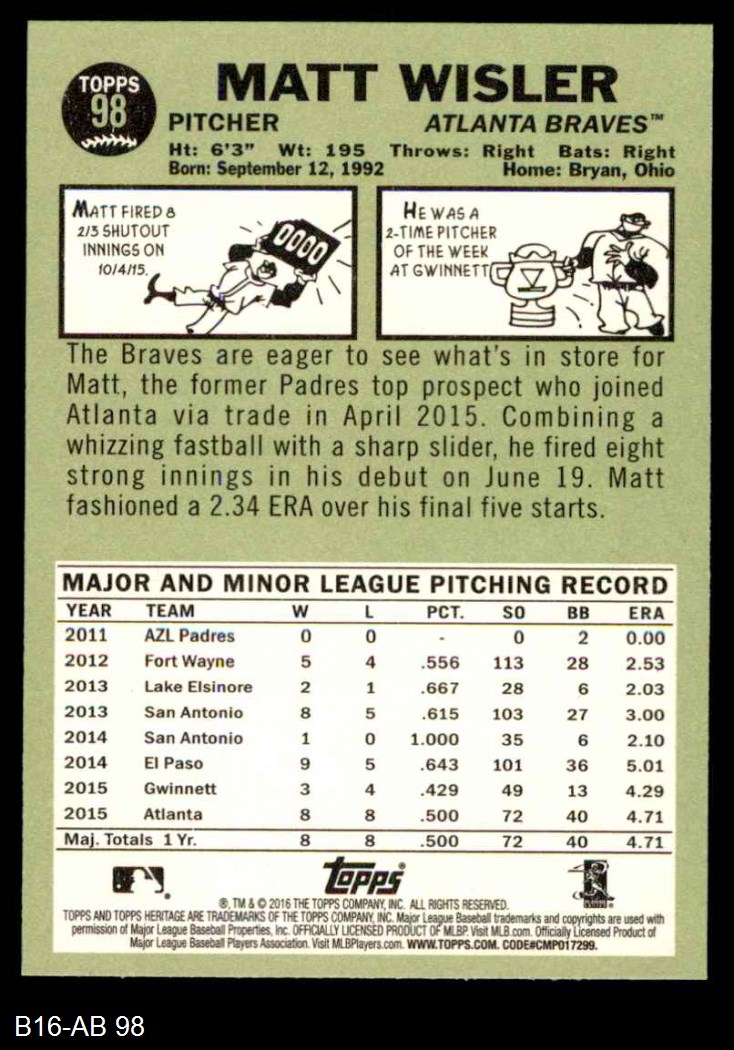 TOPPS
98
MATT WISLER
PITCHER
ATLANTA BRAVES™
Ht: 6'3" Wt: 195 Throws: Right Bats: Right
Born: September 12, 1992 Home: Bryan, Ohio
MATT FIRED 8
2/3 SHUTOUT
INNINGS ON
10/4/15.
0000
HE WAS A
2-TIME PITCHER
OF THE WEEK
AT GWINNETT
The Braves are eager to see what's in store for
Matt, the former Padres top prospect who joined
Atlanta via trade in April 2015. Combining a
whizzing fastball with a sharp slider, he fired eight
strong innings in his debut on June 19. Matt
fashioned a 2.34 ERA over his final five starts.
MAJOR AND MINOR LEAGUE PITCHING RECORD
YEAR TEAM W L PCT. SO BB ERA
2011 AZL Padres 0 0 - 0 2 0.00
2012 Fort Wayne 5 4 .556 113 28 2.53
2013 Lake Elsinore 2 1 .667 28 6 2.03
2013 San Antonio 8 5 .615 103 27 3.00
2014 San Antonio 1 0 1.000 35 6 2.10
2014 El Paso 9 5 .643 101 36 5.01
2015 Gwinnett 3 4 .429 49 13 4.29
2015 Atlanta 8 8 .500 72 40 4.71
Maj. Totals 1 Yr. 8 8 .500 72 40 4.71
topps®
®, TM & © 2016 THE TOPPS COMPANY, INC. ALL RIGHTS RESERVED.
TOPPS AND TOPPS HERITAGE ARE TRADEMARKS OF THE TOPPS COMPANY, INC. Major League Baseball trademarks and copyrights are used with
permission of Major League Baseball Properties, Inc. OFFICIALLY LICENSED PRODUCT OF MLBP. Visit MLB.com. Officially Licensed Product of
Major League Baseball Players Association. Visit MLBPlayers.com. WWW.TOPPS.COM. CODE#CMP017299.
B16-AB 98